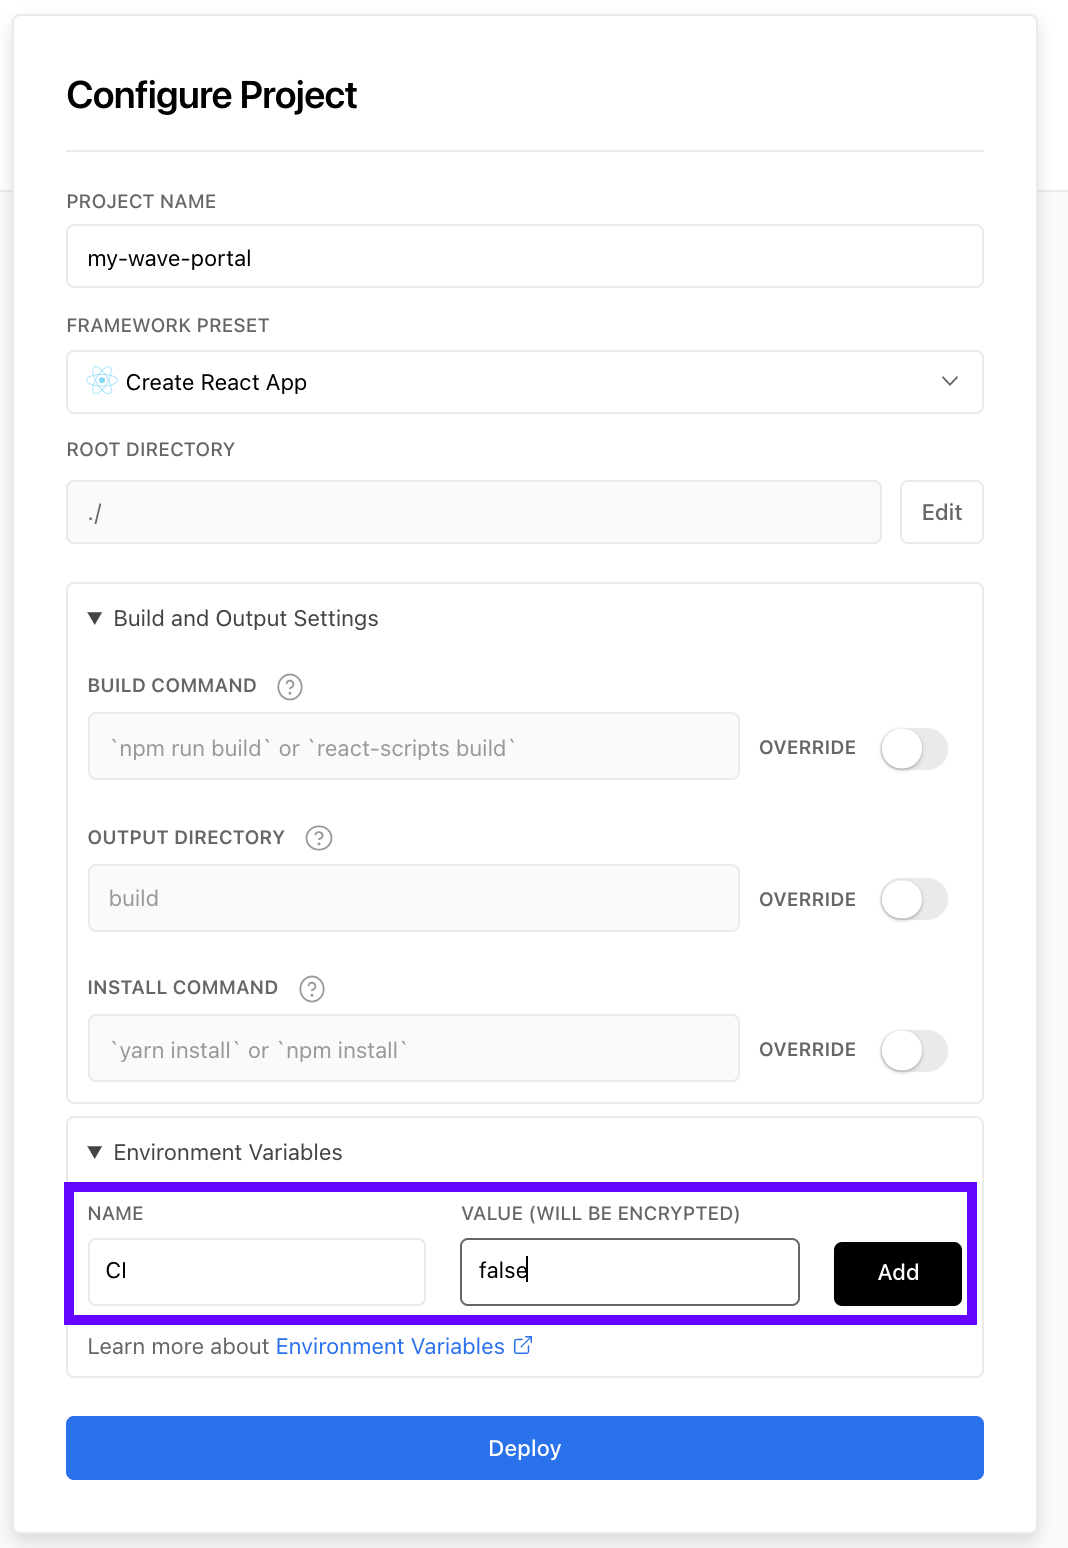 Configure Project
PROJECT NAME
my-wave-portal
FRAMEWORK PRESET
Create React App
ROOT DIRECTORY
./
Edit
Build and Output Settings
BUILD COMMAND ?
`npm run build` or `react-scripts build`
OVERRIDE
OUTPUT DIRECTORY ?
build
OVERRIDE
INSTALL COMMAND ?
`yarn install` or `npm install`
OVERRIDE
Environment Variables
NAME
VALUE (WILL BE ENCRYPTED)
CI
false
Add
Learn more about Environment Variables
Deploy